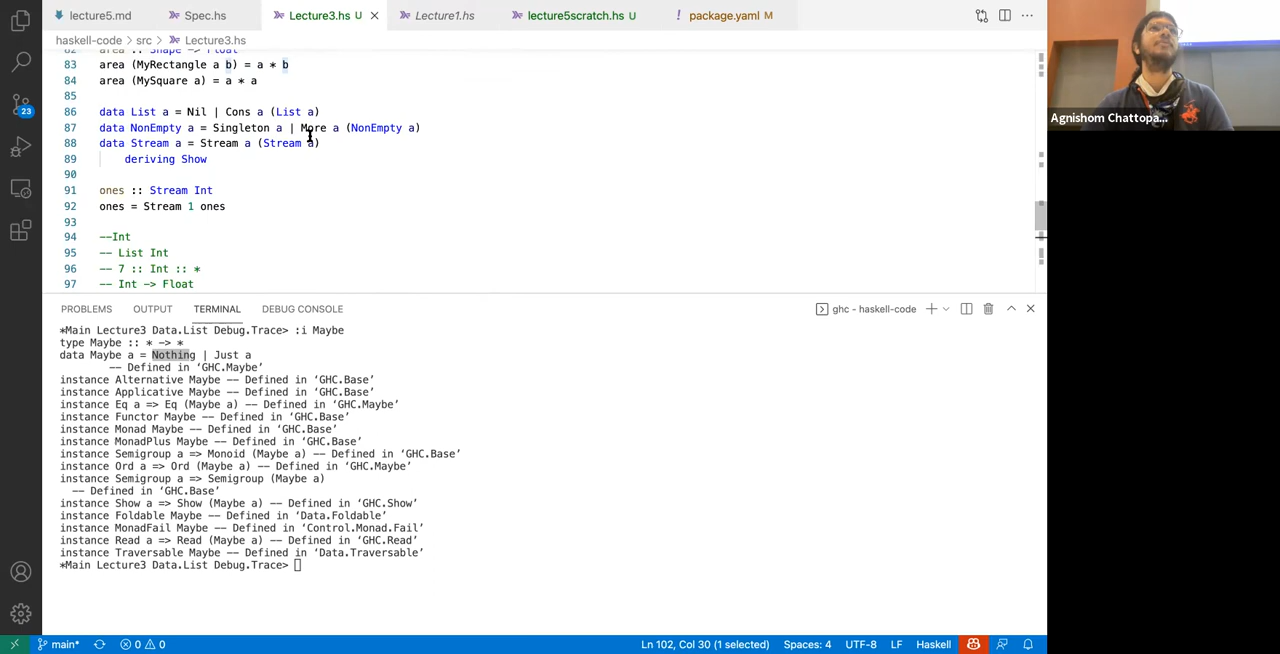 lecture5.md
Spec.hs
Lecture3.hs U
Lecture1.hs
lecture5scratch.hs U
package.yaml M
haskell-code > src > Lecture3.hs
82 area :: Shape -> Float
83 area (MyRectangle a b) = a * b
84 area (MySquare a) = a * a
85
86 data List a = Nil | Cons a (List a)
87 data NonEmpty a = Singleton a | More a (NonEmpty a)
88 data Stream a = Stream a (Stream a)
89 deriving Show
90
91 ones :: Stream Int
92 ones = Stream 1 ones
93
94 --Int
95 -- List Int
96 -- 7 :: Int :: *
97 -- Int -> Float
23
Agnishom Chattopa...
PROBLEMS OUTPUT TERMINAL DEBUG CONSOLE
ghc - haskell-code
*Main Lecture3 Data.List Debug.Trace> :i Maybe
type Maybe :: * -> *
data Maybe a = Nothing | Just a
-- Defined in ‘GHC.Maybe’
instance Alternative Maybe -- Defined in ‘GHC.Base’
instance Applicative Maybe -- Defined in ‘GHC.Base’
instance Eq a => Eq (Maybe a) -- Defined in ‘GHC.Maybe’
instance Functor Maybe -- Defined in ‘GHC.Base’
instance Monad Maybe -- Defined in ‘GHC.Base’
instance MonadPlus Maybe -- Defined in ‘GHC.Base’
instance Semigroup a => Monoid (Maybe a) -- Defined in ‘GHC.Base’
instance Ord a => Ord (Maybe a) -- Defined in ‘GHC.Maybe’
instance Semigroup a => Semigroup (Maybe a)
-- Defined in ‘GHC.Base’
instance Show a => Show (Maybe a) -- Defined in ‘GHC.Show’
instance Foldable Maybe -- Defined in ‘Data.Foldable’
instance MonadFail Maybe -- Defined in ‘Control.Monad.Fail’
instance Read a => Read (Maybe a) -- Defined in ‘GHC.Read’
instance Traversable Maybe -- Defined in ‘Data.Traversable’
*Main Lecture3 Data.List Debug.Trace>
main* 0 0
Ln 102, Col 30 (1 selected) Spaces: 4 UTF-8 LF Haskell